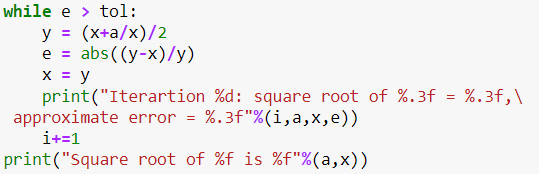 while e > tol:
    y = (x+a/x)/2
    e = abs((y-x)/y)
    x = y
    print("Iterartion %d: square root of %.3f = %.3f,\
 approximate error = %.3f"%(i,a,x,e))
    i+=1
print("Square root of %f is %f"%(a,x))